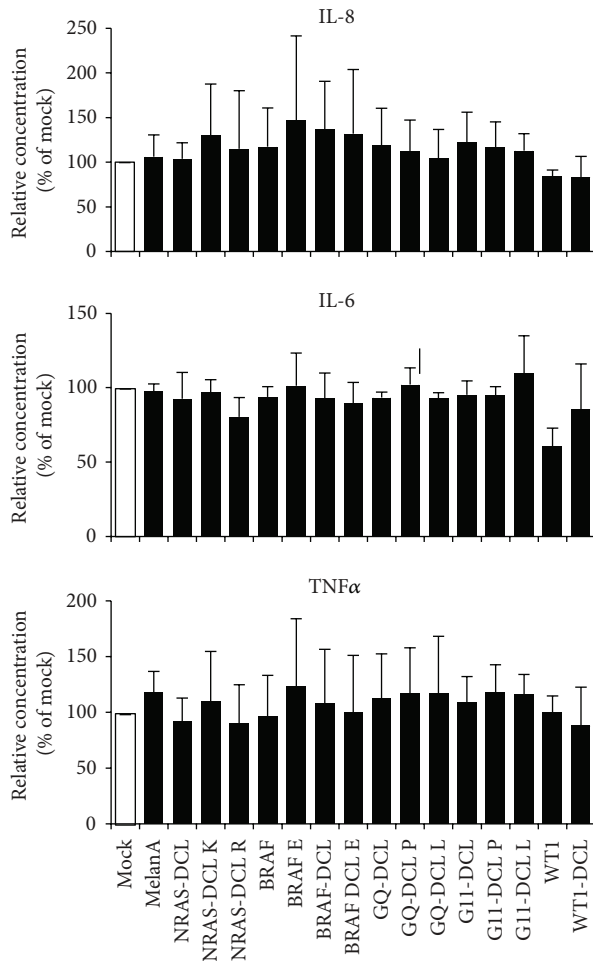 IL-8
Relative concentration
(% of mock)
250
200
150
100
50
0
IL-6
Relative concentration
(% of mock)
150
100
50
0
TNFα
Relative concentration
(% of mock)
200
150
100
50
0
Mock
MelanA
NRAS-DCL
NRAS-DCL K
NRAS-DCL R
BRAF
BRAF E
BRAF-DCL
BRAF DCL E
GQ-DCL
GQ-DCL P
GQ-DCL L
G11-DCL
G11-DCL P
G11-DCL L
WT1
WT1-DCL